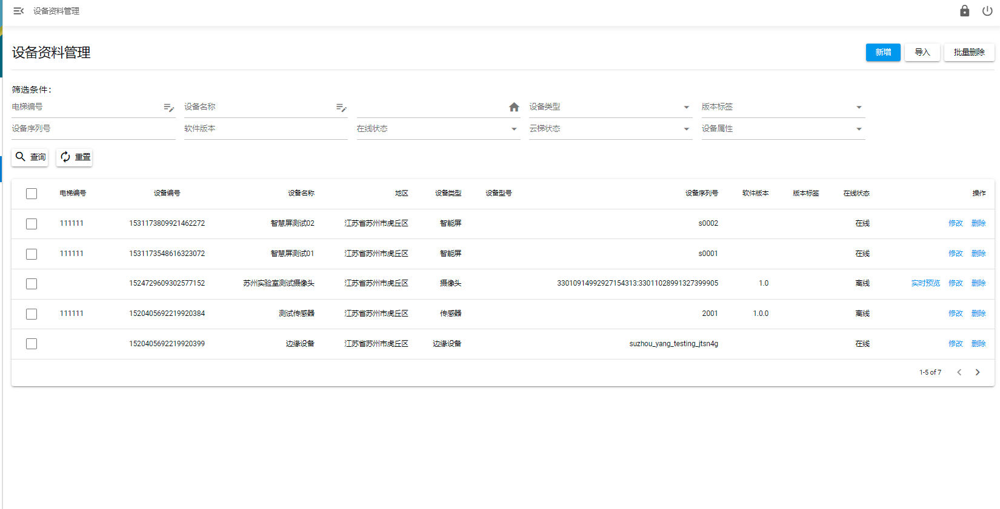 设备资料管理
设备资料管理 新增 导入 批量删除
筛选条件：
电梯编号 设备名称 设备类型 版本标签
设备序列号 软件版本 在线状态 云梯状态 设备属性
查询 重置
电梯编号 设备编号 设备名称 地区 设备类型 设备型号 设备序列号 软件版本 版本标签 在线状态 操作
111111 1531173809921462272 智慧屏测试02 江苏省苏州市虎丘区 智能屏 s0002 在线 修改 删除
111111 1531173548616323072 智慧屏测试01 江苏省苏州市虎丘区 智能屏 s0001 在线 修改 删除
1524729609302577152 苏州实验室测试摄像头 江苏省苏州市虎丘区 摄像头 33010914992927154313:33011028991327399905 1.0 离线 实时预览 修改 删除
111111 1520405692219920384 测试传感器 江苏省苏州市虎丘区 传感器 2001 1.0.0 离线 修改 删除
1520405692219920399 边缘设备 江苏省苏州市虎丘区 边缘设备 suzhou_yang_testing_jtsn4g 在线 修改 删除
1-5 of 7